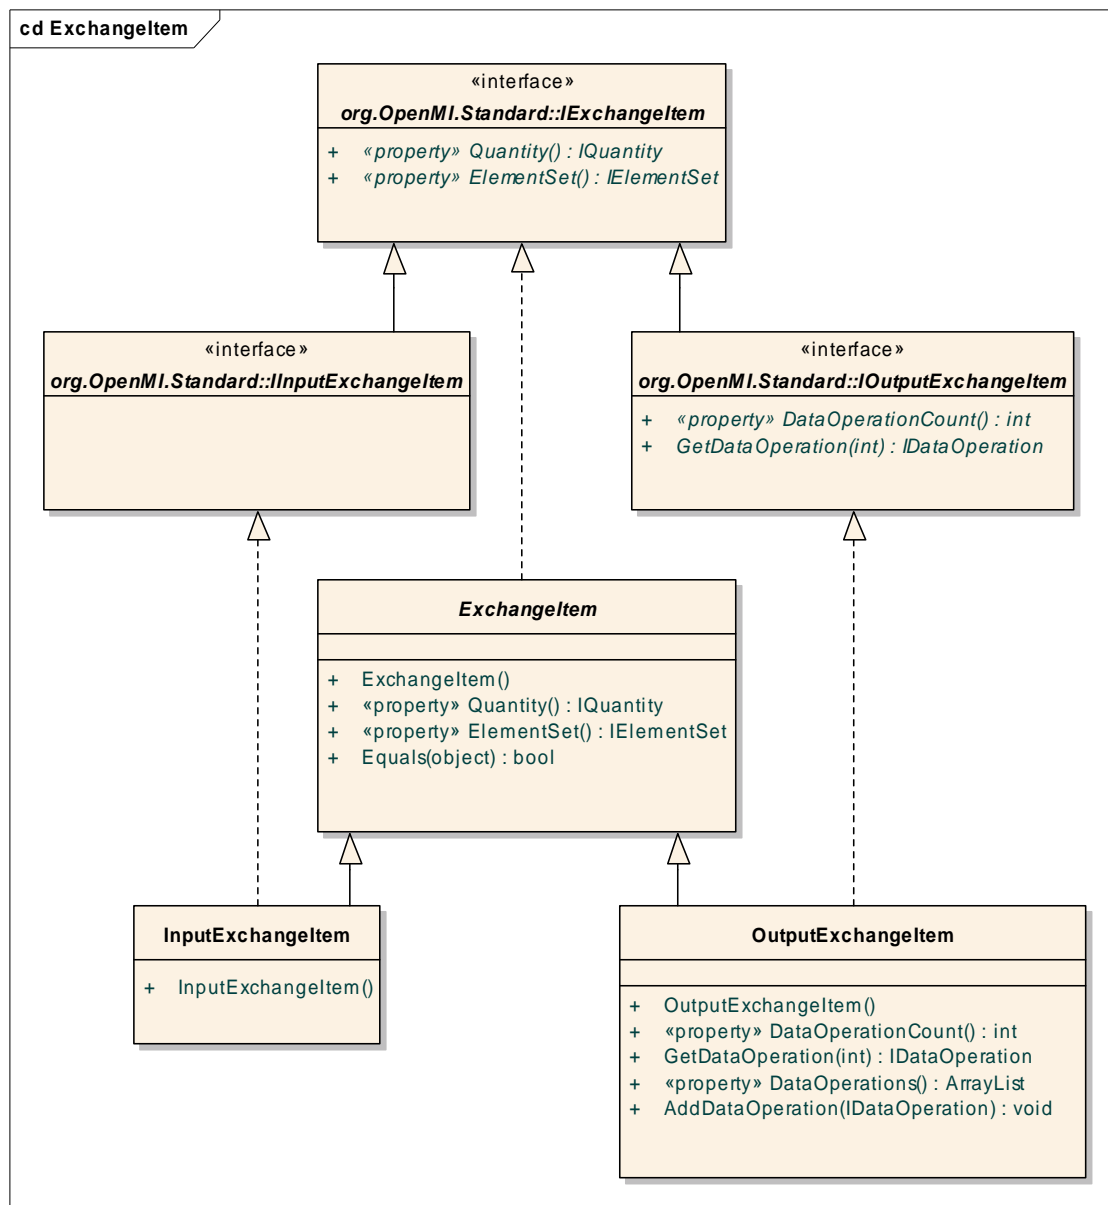 cd ExchangeItem
«interface»
org.OpenMI.Standard::IExchangeItem
+ «property» Quantity() : IQuantity
+ «property» ElementSet() : IElementSet
«interface»
org.OpenMI.Standard::IInputExchangeItem
«interface»
org.OpenMI.Standard::IOutputExchangeItem
+ «property» DataOperationCount() : int
+ GetDataOperation(int) : IDataOperation
ExchangeItem
+ ExchangeItem()
+ «property» Quantity() : IQuantity
+ «property» ElementSet() : IElementSet
+ Equals(object) : bool
InputExchangeItem
+ InputExchangeItem()
OutputExchangeItem
+ OutputExchangeItem()
+ «property» DataOperationCount() : int
+ GetDataOperation(int) : IDataOperation
+ «property» DataOperations() : ArrayList
+ AddDataOperation(IDataOperation) : void